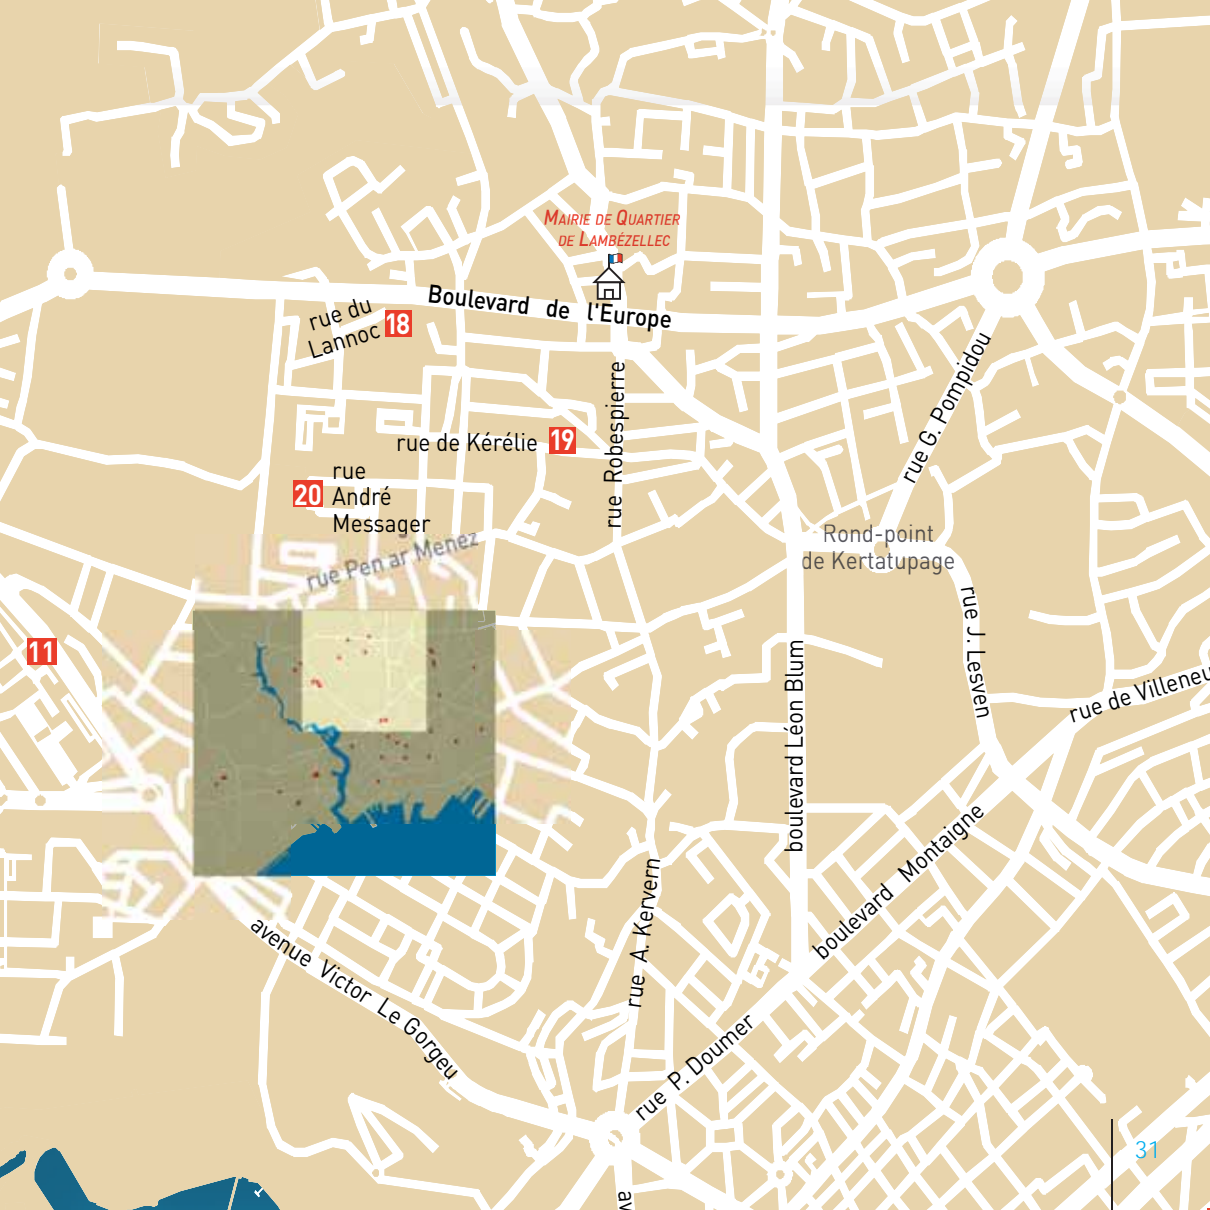 MAIRIE DE QUARTIER
DE LAMBÉZELLEC
Boulevard de l'Europe
rue du
Lannoc
18
rue G. Pompidou
rue Robespierre
rue de Kérélie
19
rue
André
Messager
20
rue Pen ar Menez
Rond-point
de Kertatupage
11
rue J. Lesven
boulevard Léon Blum
rue de Villeneu
boulevard Montaigne
rue A. Kervern
avenue Victor Le Gorgeu
rue P. Doumer
av
31